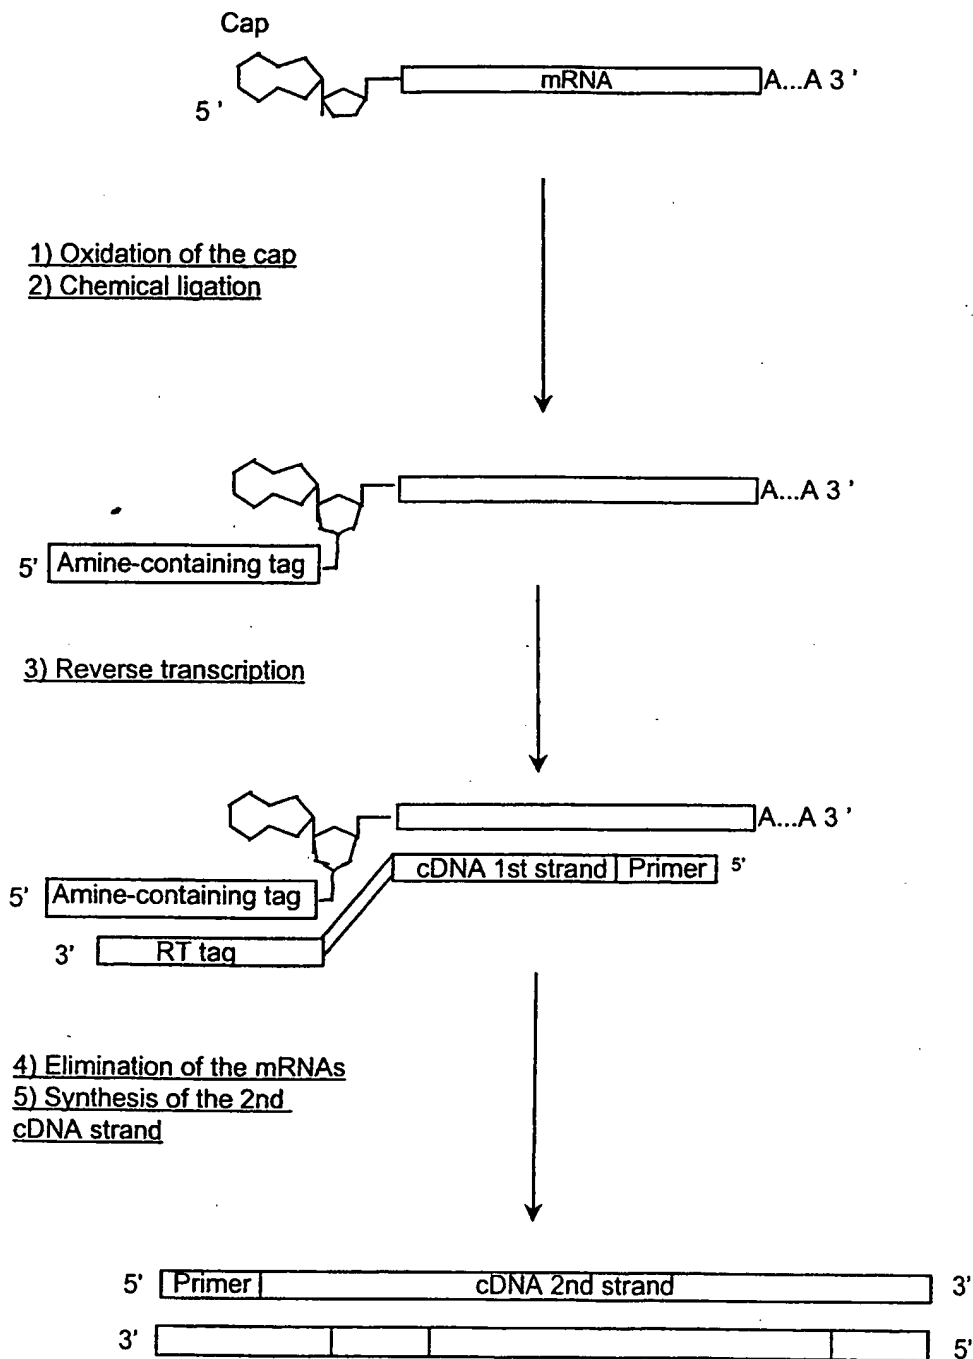 Cap
mRNA
A...A 3 '
5 '
1) Oxidation of the cap
2) Chemical ligation
A...A 3 '
5' Amine-containing tag
3) Reverse transcription
A...A 3 '
cDNA 1st strand Primer 5'
5' Amine-containing tag
3' RT tag
4) Elimination of the mRNAs
5) Synthesis of the 2nd
cDNA strand
5' Primer cDNA 2nd strand 3'
3' 5'